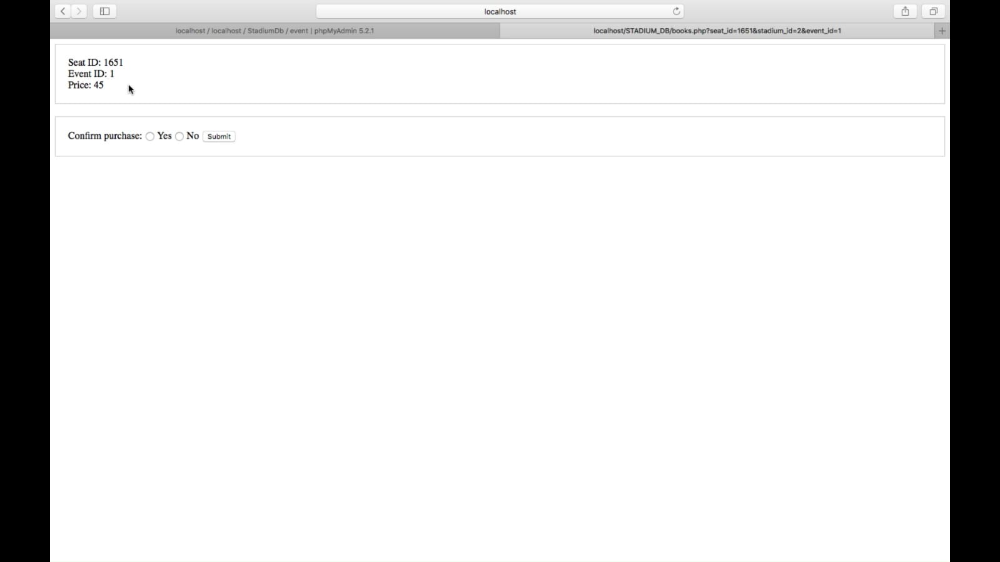 localhost
localhost / localhost / StadiumDb / event | phpMyAdmin 5.2.1
localhost/STADIUM_DB/books.php?seat_id=1651&stadium_id=2&event_id=1
Seat ID: 1651
Event ID: 1
Price: 45
Confirm purchase: Yes No Submit